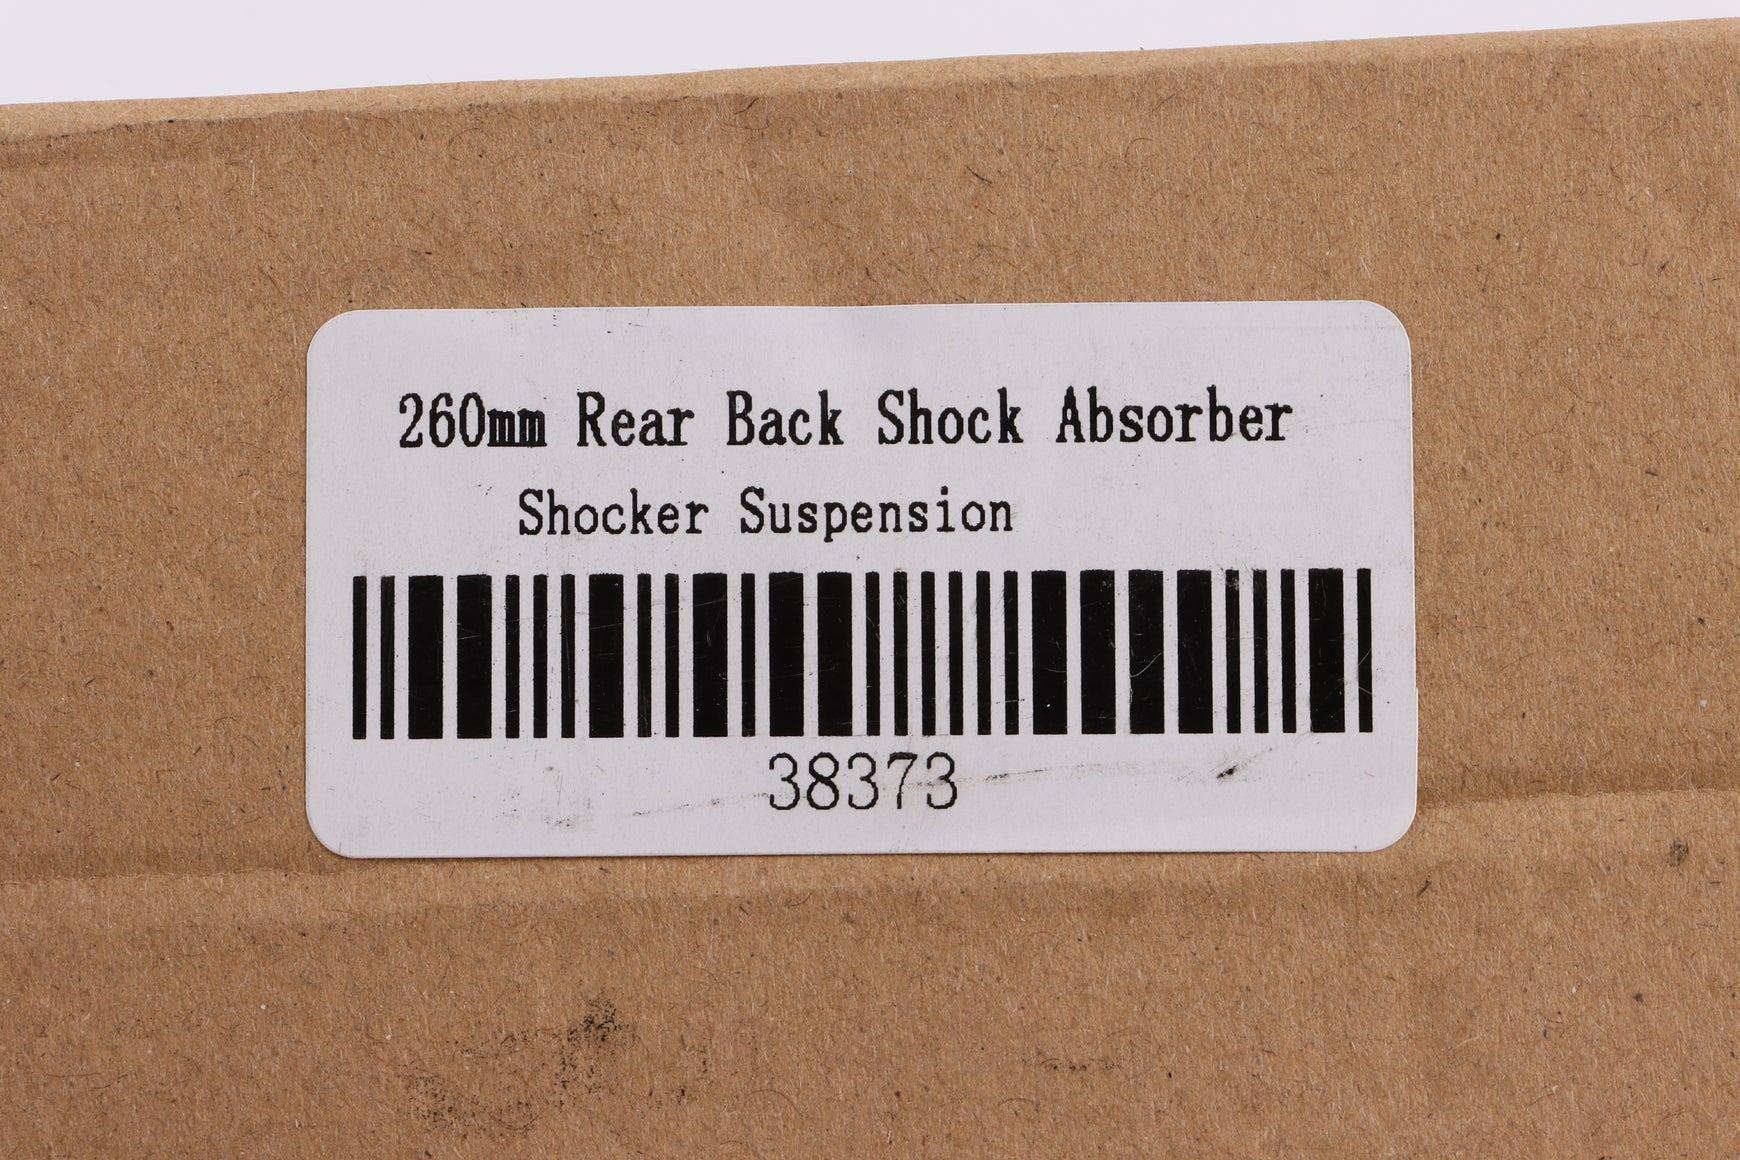 260mm Rear Back Shock Absorber
Shocker Suspension
38373